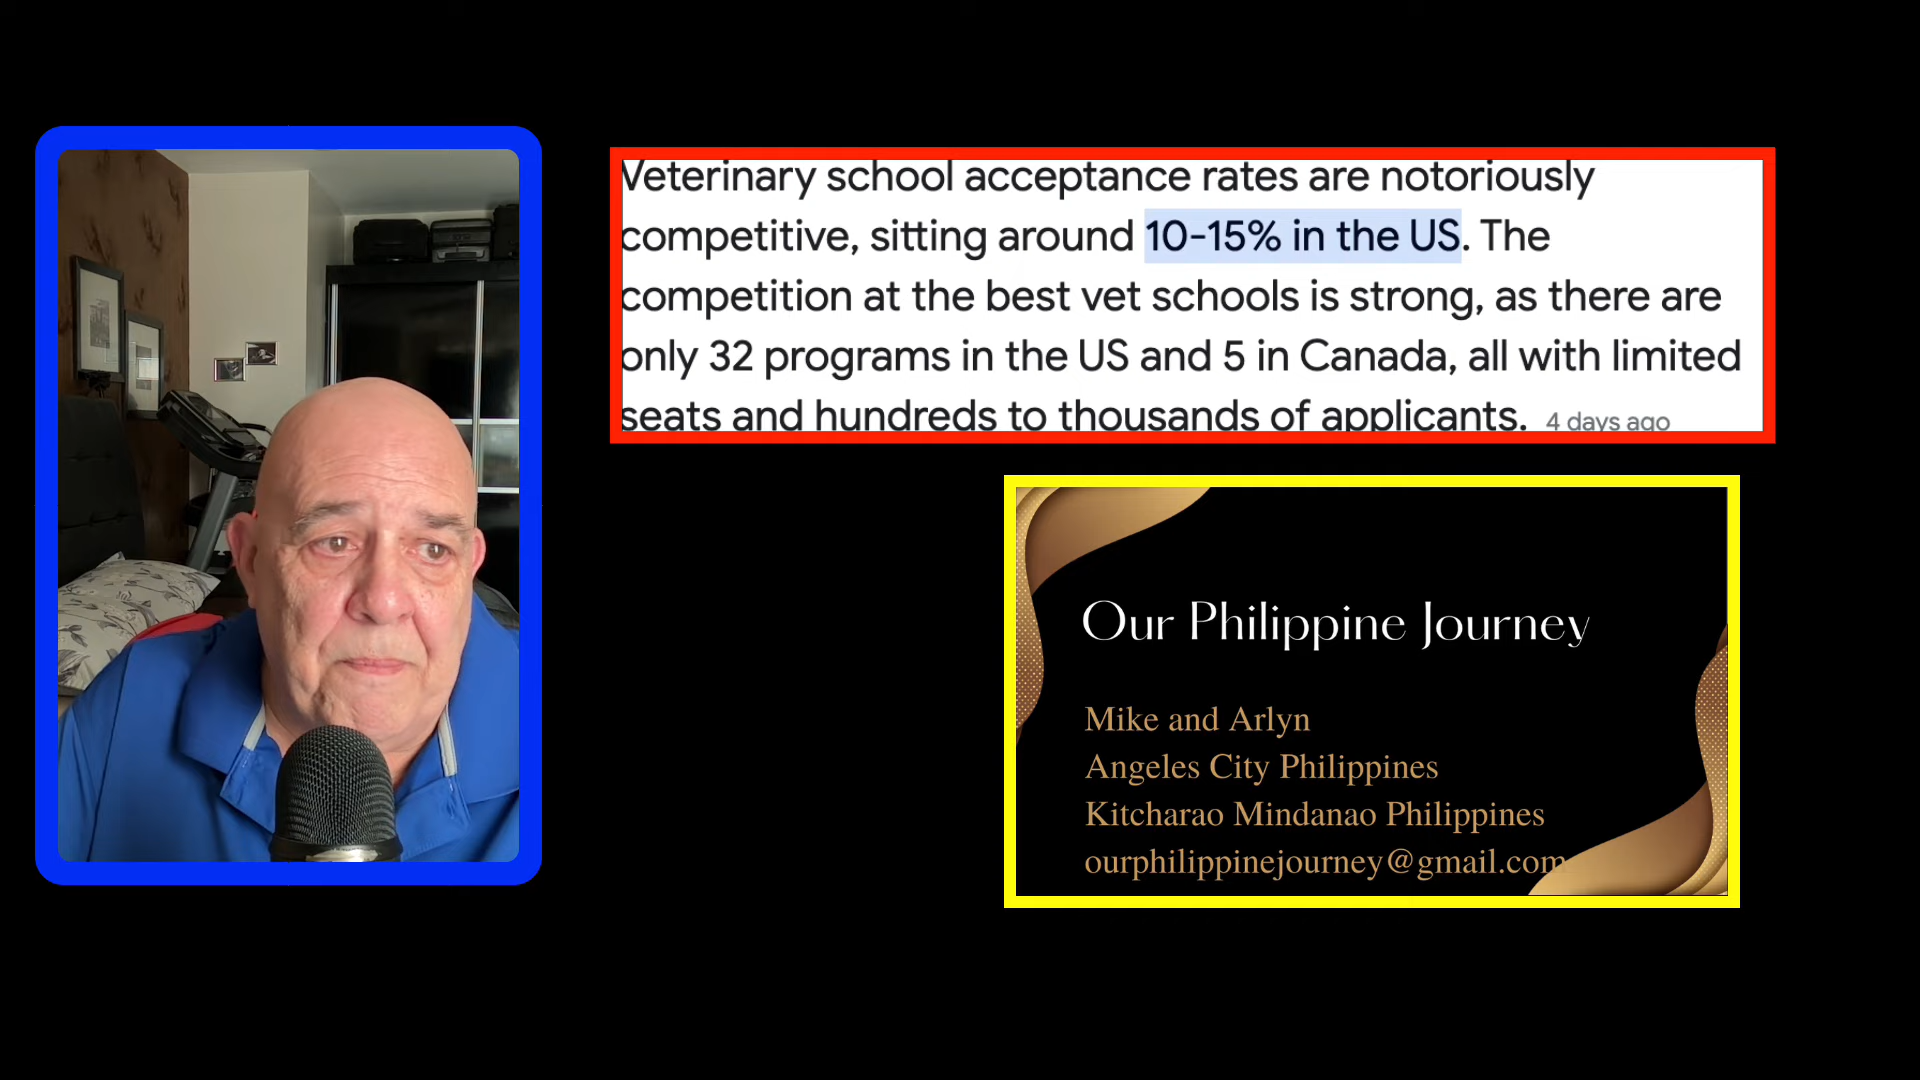 Veterinary school acceptance rates are notoriously
competitive, sitting around 10-15% in the US. The
competition at the best vet schools is strong, as there are
only 32 programs in the US and 5 in Canada, all with limited
seats and hundreds to thousands of applicants. 4 days ago
Our Philippine Journey
Mike and Arlyn
Angeles City Philippines
Kitcharao Mindanao Philippines
ourphilippinejourney@gmail.com